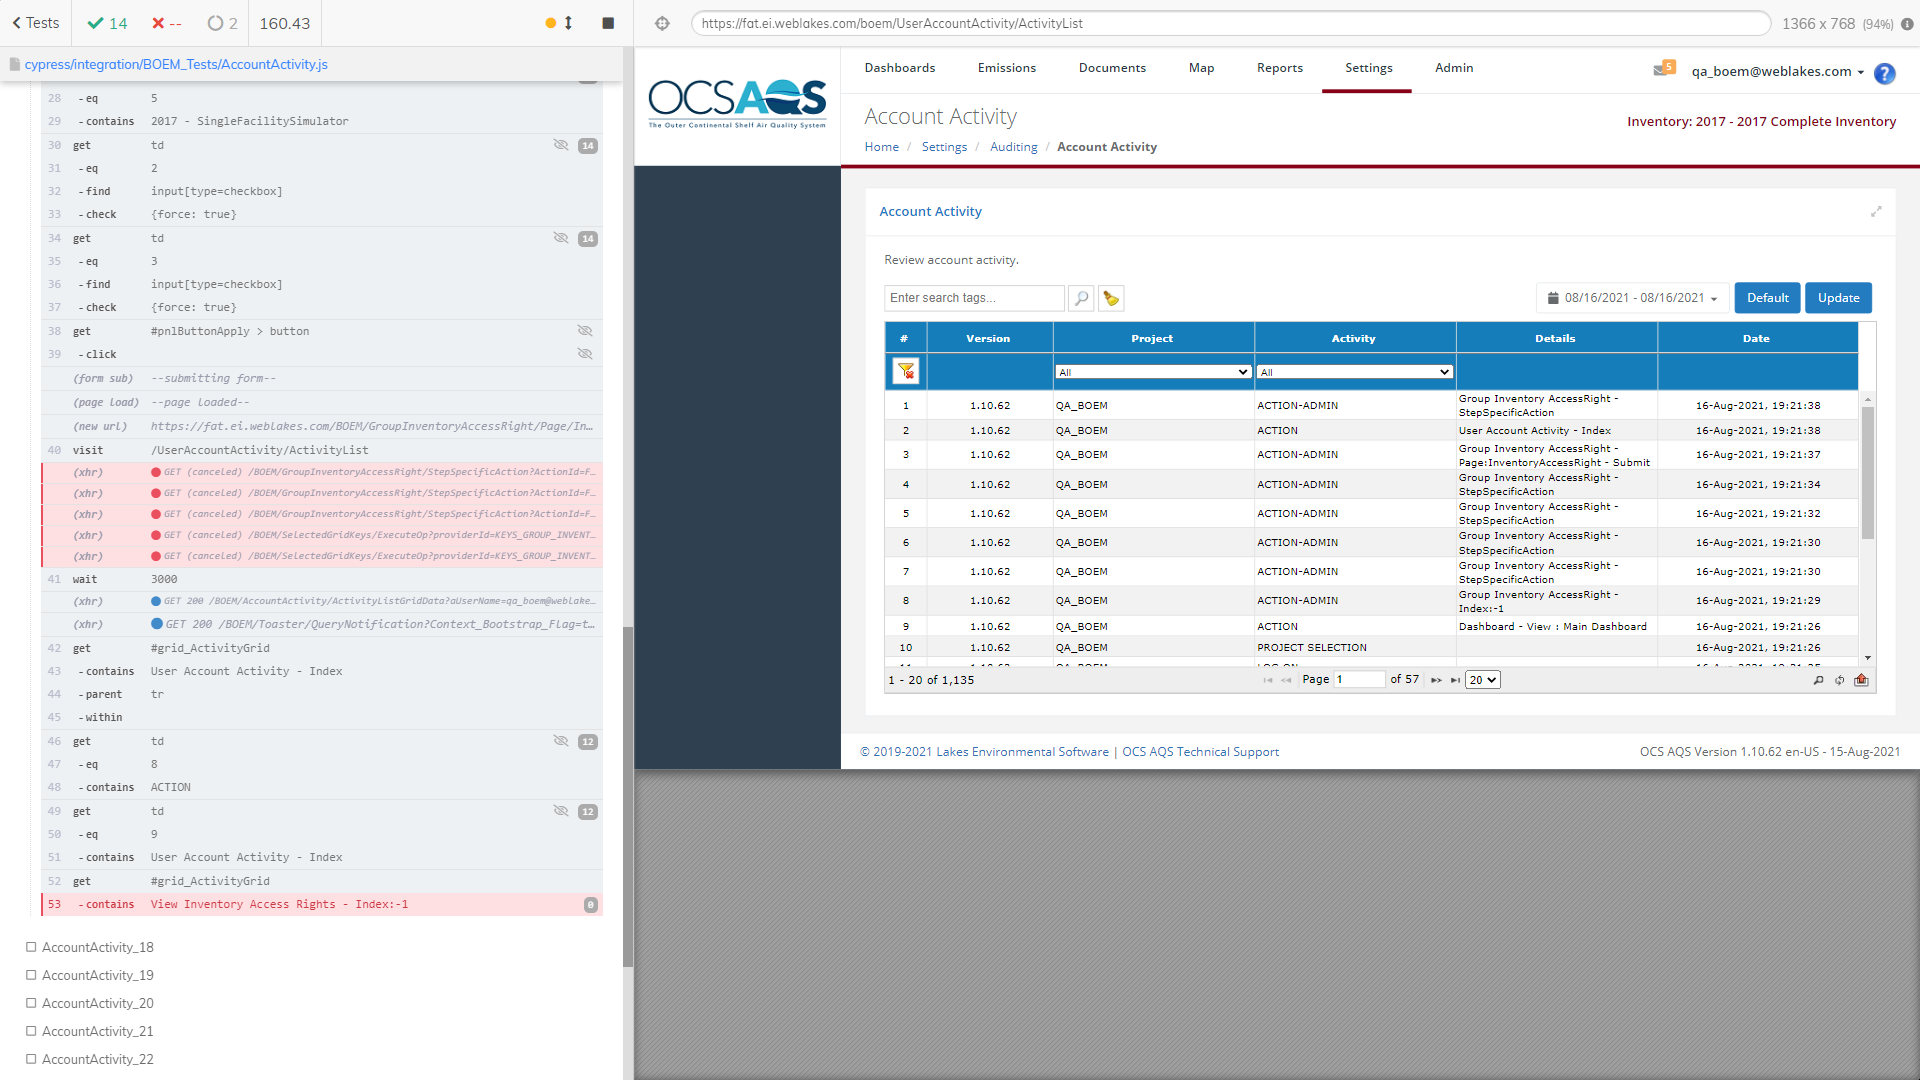 Tests
14
--
2
160.43
cypress/integration/BOEM_Tests/AccountActivity.js
28 -eq 5
29 -contains 2017 - SingleFacilitySimulator
30 get td 14
31 -eq 2
32 -find input[type=checkbox]
33 -check {force: true}
34 get td 14
35 -eq 3
36 -find input[type=checkbox]
37 -check {force: true}
38 get #pnlButtonApply > button
39 -click
(form sub) --submitting form--
(page load) --page loaded--
(new url) https://fat.ei.weblakes.com/BOEM/GroupInventoryAccessRight/Page/In...
40 visit /UserAccountActivity/ActivityList
(xhr) GET (canceled) /BOEM/GroupInventoryAccessRight/StepSpecificAction?ActionId=F...
(xhr) GET (canceled) /BOEM/GroupInventoryAccessRight/StepSpecificAction?ActionId=F...
(xhr) GET (canceled) /BOEM/GroupInventoryAccessRight/StepSpecificAction?ActionId=F...
(xhr) GET (canceled) /BOEM/SelectedGridKeys/ExecuteOp?providerId=KEYS_GROUP_INVENT...
(xhr) GET (canceled) /BOEM/SelectedGridKeys/ExecuteOp?providerId=KEYS_GROUP_INVENT...
41 wait 3000
(xhr) GET 200 /BOEM/AccountActivity/ActivityListGridData?aUserName=qa_boem@weblake...
(xhr) GET 200 /BOEM/Toaster/QueryNotification?Context_Bootstrap_Flag=t...
42 get #grid_ActivityGrid
43 -contains User Account Activity - Index
44 -parent tr
45 -within
46 get td 12
47 -eq 8
48 -contains ACTION
49 get td 12
50 -eq 9
51 -contains User Account Activity - Index
52 get #grid_ActivityGrid
53 -contains View Inventory Access Rights - Index:-1 0
AccountActivity_18
AccountActivity_19
AccountActivity_20
AccountActivity_21
AccountActivity_22
https://fat.ei.weblakes.com/boem/UserAccountActivity/ActivityList
1366 x 768 (94%)
OCSAQS
The Outer Continental Shelf Air Quality System
Dashboards Emissions Documents Map Reports Settings Admin
5
qa_boem@weblakes.com
?
Account Activity
Inventory: 2017 - 2017 Complete Inventory
Home / Settings / Auditing / Account Activity
Account Activity
Review account activity.
Enter search tags...
08/16/2021 - 08/16/2021
Default
Update
# Version Project Activity Details Date
All All
1 1.10.62 QA_BOEM ACTION-ADMIN Group Inventory AccessRight - StepSpecificAction 16-Aug-2021, 19:21:38
2 1.10.62 QA_BOEM ACTION User Account Activity - Index 16-Aug-2021, 19:21:38
3 1.10.62 QA_BOEM ACTION-ADMIN Group Inventory AccessRight - Page:InventoryAccessRight - Submit 16-Aug-2021, 19:21:37
4 1.10.62 QA_BOEM ACTION-ADMIN Group Inventory AccessRight - StepSpecificAction 16-Aug-2021, 19:21:34
5 1.10.62 QA_BOEM ACTION-ADMIN Group Inventory AccessRight - StepSpecificAction 16-Aug-2021, 19:21:32
6 1.10.62 QA_BOEM ACTION-ADMIN Group Inventory AccessRight - StepSpecificAction 16-Aug-2021, 19:21:30
7 1.10.62 QA_BOEM ACTION-ADMIN Group Inventory AccessRight - StepSpecificAction 16-Aug-2021, 19:21:30
8 1.10.62 QA_BOEM ACTION-ADMIN Group Inventory AccessRight - Index:-1 16-Aug-2021, 19:21:29
9 1.10.62 QA_BOEM ACTION Dashboard - View : Main Dashboard 16-Aug-2021, 19:21:26
10 1.10.62 QA_BOEM PROJECT SELECTION 16-Aug-2021, 19:21:26
1 - 20 of 1,135
Page 1 of 57
20
© 2019-2021 Lakes Environmental Software | OCS AQS Technical Support
OCS AQS Version 1.10.62 en-US - 15-Aug-2021